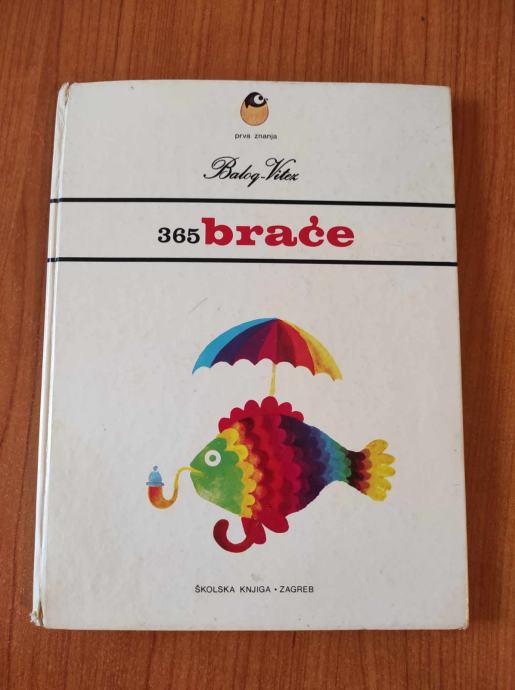 prva znanja
Balog-Vitez
365 braće
ŠKOLSKA KNJIGA • ZAGREB